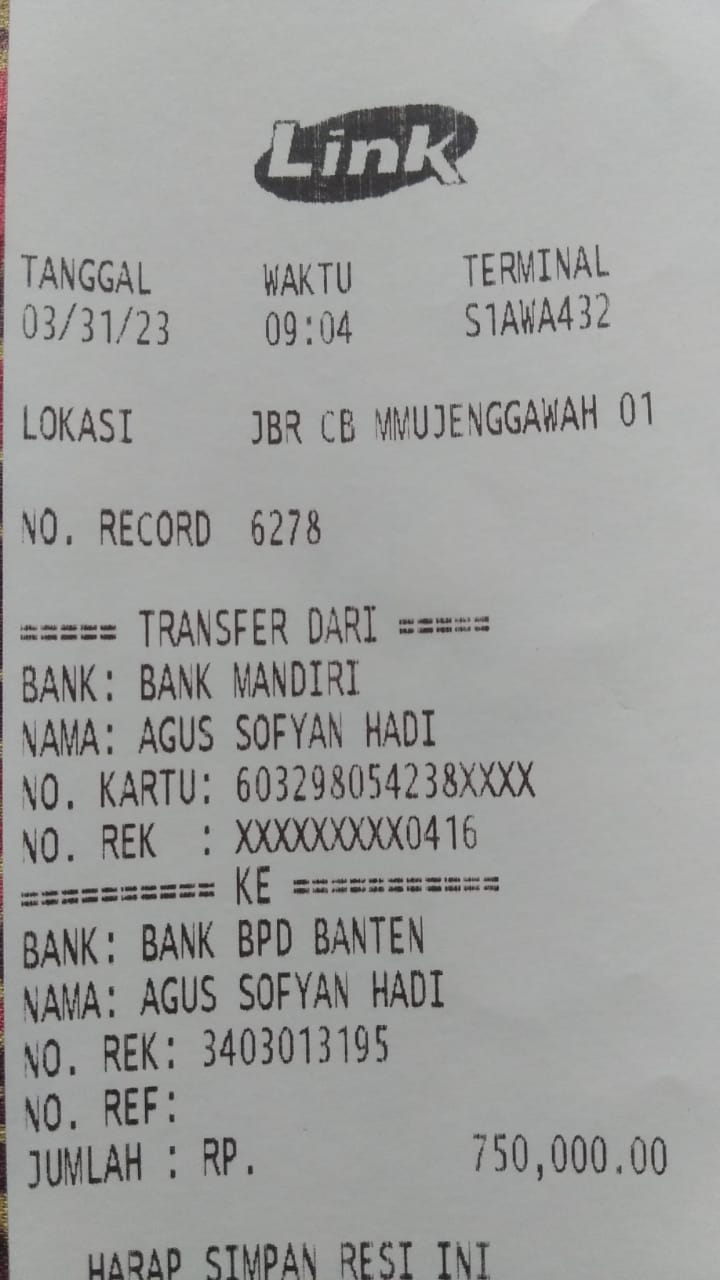 Link
TANGGAL WAKTU TERMINAL
03/31/23 09:04 S1AWA432
LOKASI JBR CB MMUJENGGAWAH 01
NO. RECORD 6278
===== TRANSFER DARI =====
BANK: BANK MANDIRI
NAMA: AGUS SOFYAN HADI
NO. KARTU: 603298054238XXXX
NO. REK : XXXXXXXXX0416
========== KE ===========
BANK: BANK BPD BANTEN
NAMA: AGUS SOFYAN HADI
NO. REK: 3403013195
NO. REF:
JUMLAH : RP. 750,000.00
HARAP SIMPAN RESI INI